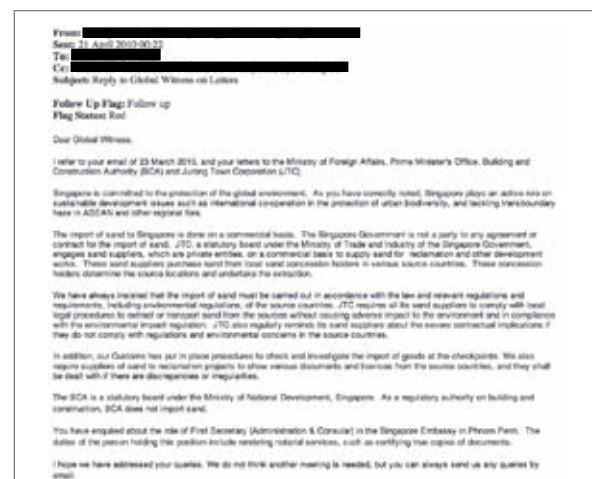 From:
Sent: 21 April 2010 00:22
To:
Cc:
Subject: Reply to Global Witness on Letters
Follow Up Flag: Follow up
Flag Status: Red
Dear Global Witness,
I refer to your email of 23 March 2010, and your letters to the Ministry of Foreign Affairs, Prime Minister's Office, Building and
Construction Authority (BCA) and Jurong Town Corporation (JTC).
Singapore is committed to the protection of the global environment. As you have correctly noted, Singapore plays an active role on
sustainable development issues such as international co-operation in the protection of urban biodiversity, and tackling transboundary
haze in ASEAN and other regional fora.
The import of sand to Singapore is done on a commercial basis. The Singapore Government is not a party to any agreement or
contract for the import of sand. JTC, a statutory board under the Ministry of Trade and Industry of the Singapore Government,
engages sand suppliers, which are private entities, on a commercial basis to supply sand for reclamation and other development
works. These sand suppliers purchase sand from local sand concession holders in various source countries. These concession
holders determine the source locations and undertake the extraction.
We have always insisted that the import of sand must be carried out in accordance with the law and relevant regulations and
requirements, including environmental regulations, of the source countries. JTC requires all its sand suppliers to comply with local
legal procedures to extract or transport sand from the sources without causing adverse impact to the environment and in compliance
with the environmental impact regulation. JTC also regularly reminds its sand suppliers about the severe contractual implications if
they do not comply with regulations and environmental concerns in the source countries.
In addition, our Customs has put in place procedures to check and investigate the import of goods at the checkpoints. We also
require suppliers of sand to reclamation projects to show various documents and licences from the source countries, and they shall
be dealt with if there are discrepancies or irregularities.
The BCA is a statutory board under the Ministry of National Development, Singapore. As a regulatory authority on building and
construction, BCA does not import sand.
You have enquired about the role of First Secretary (Administration & Consular) in the Singapore Embassy in Phnom Penh. The
duties of the person holding this position include rendering notarial services, such as certifying true copies of documents.
I hope we have addressed your queries. We do not think another meeting is needed, but you can always send us any queries by
email.